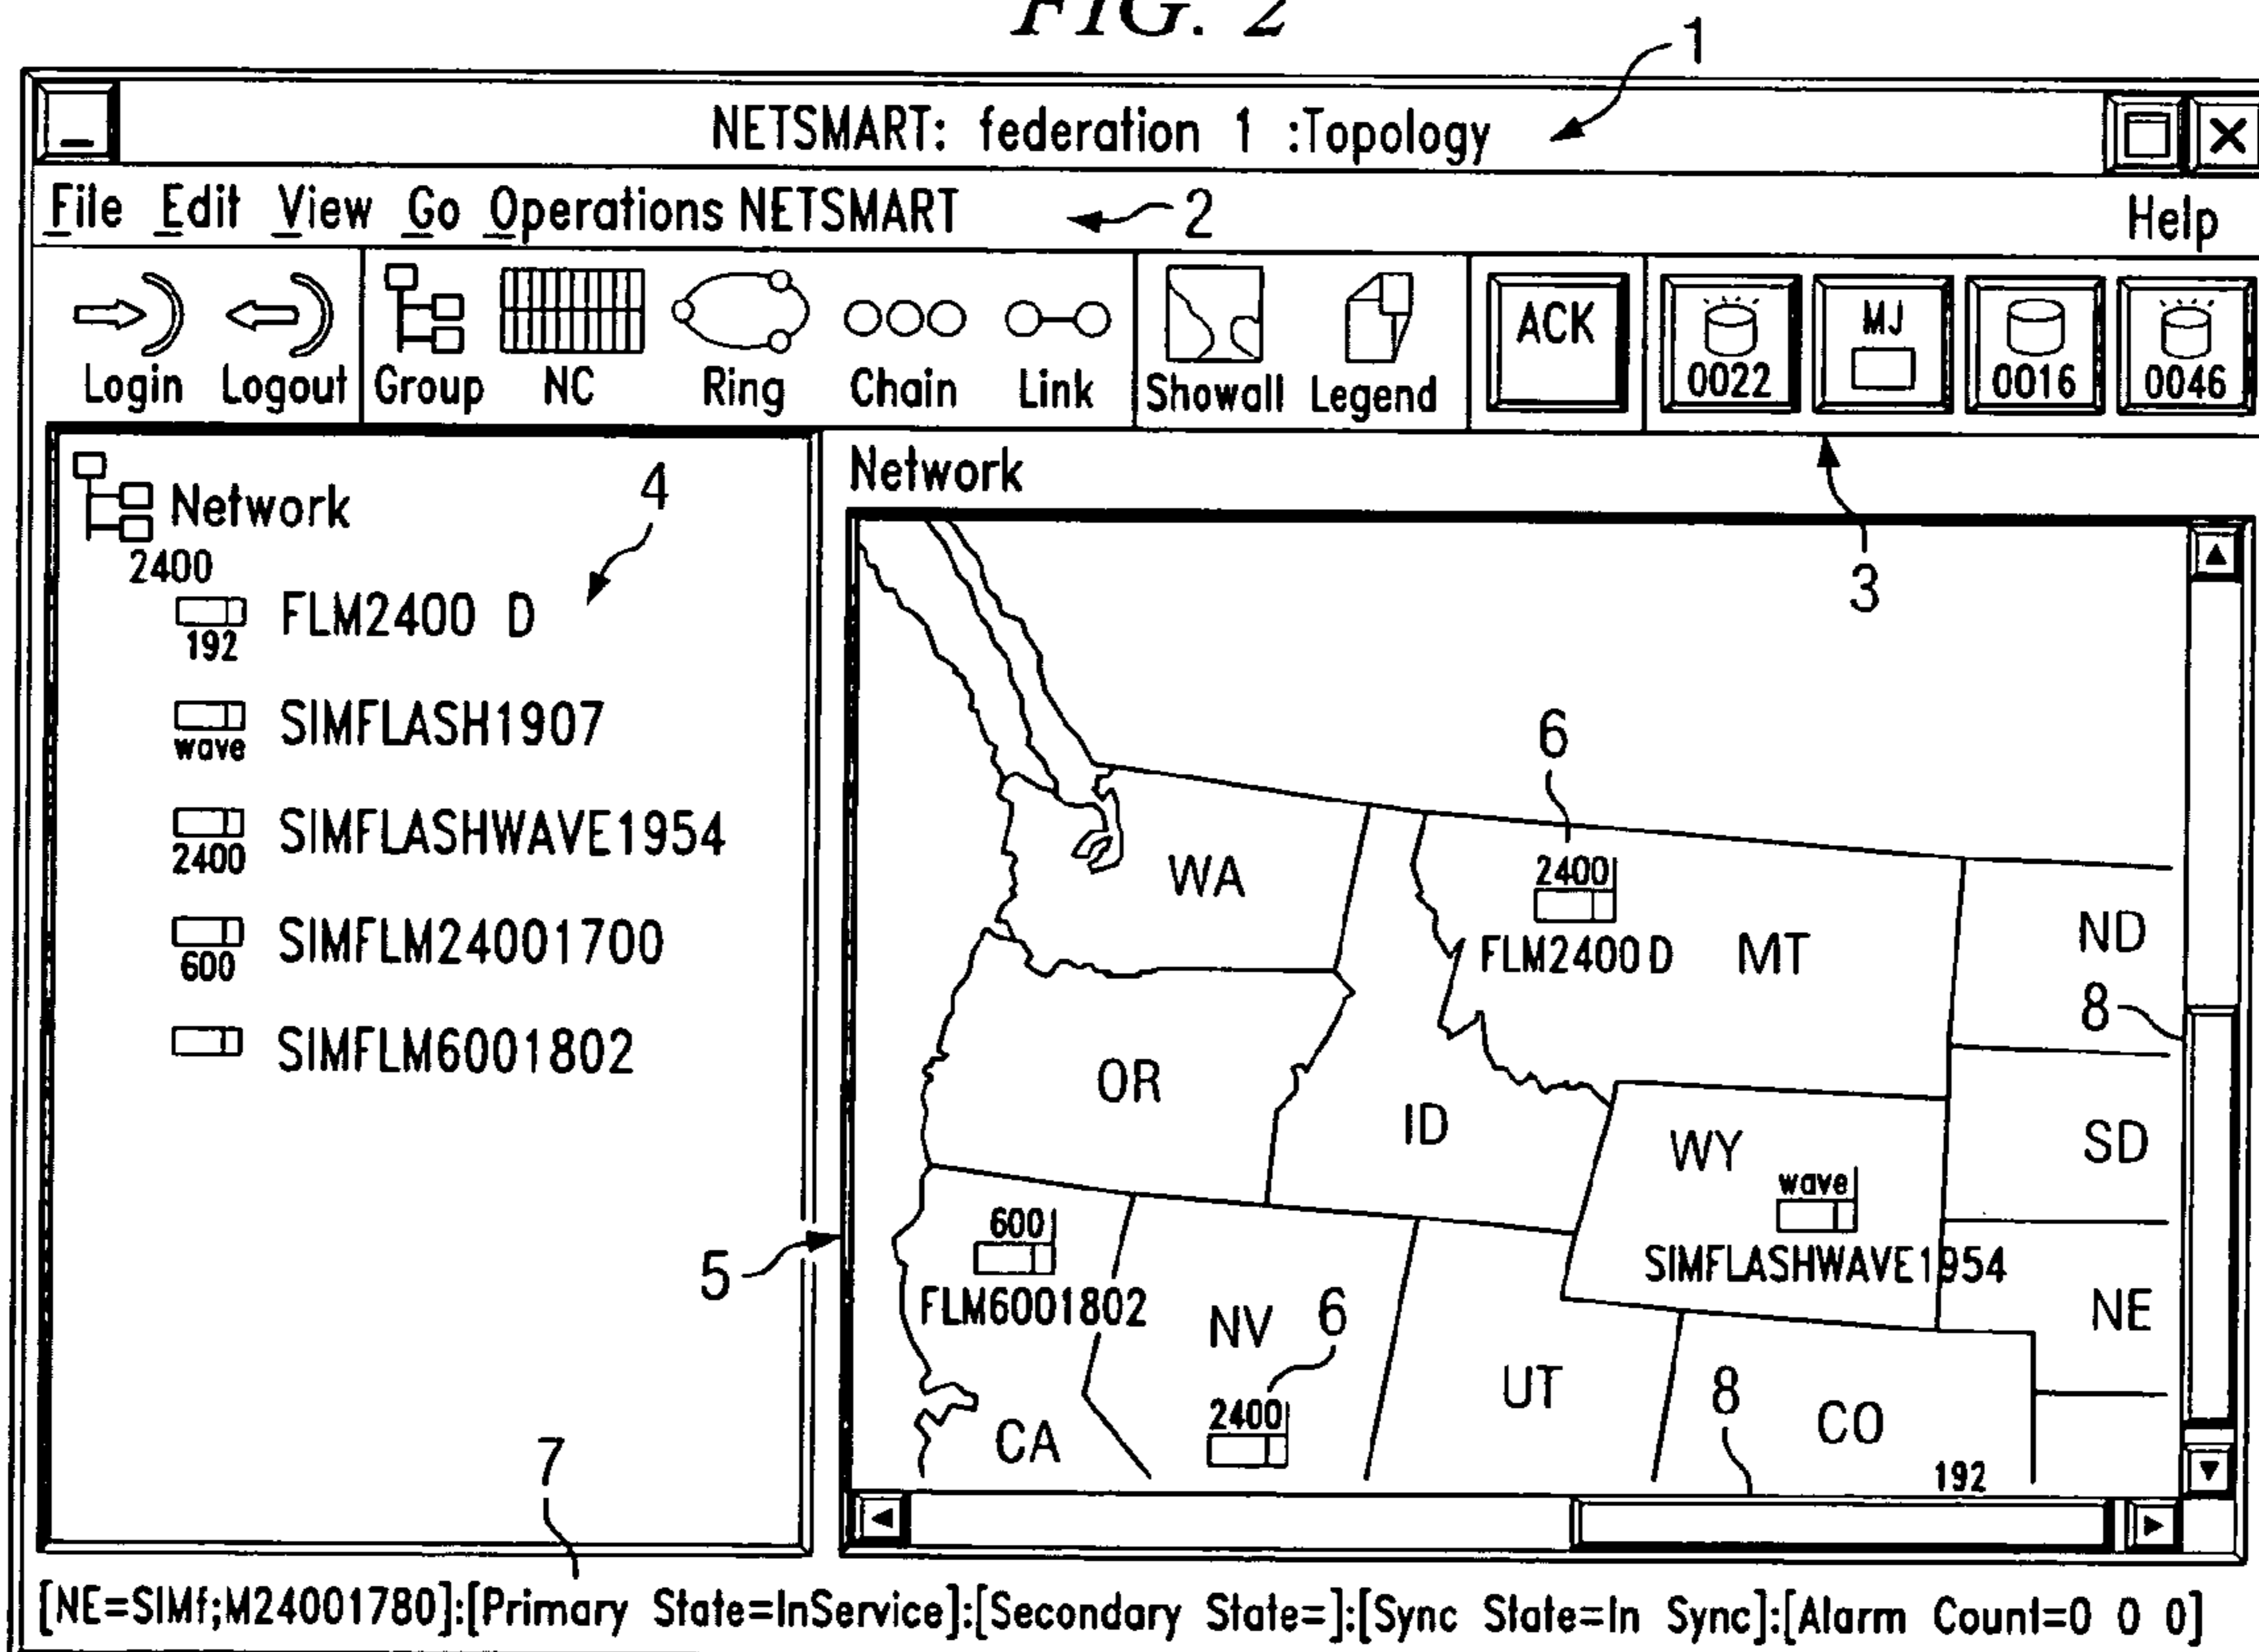 FIG. 2
1
NETSMART: federation 1 :Topology
File Edit View Go Operations NETSMART
2
Help
Login Logout Group NC Ring Chain Link Showall Legend
ACK
0022
MJ
0016
0046
3
Network
2400
4
FLM2400 D
192
SIMFLASH1907
wave
SIMFLASHWAVE1954
2400
SIMFLM24001700
600
SIMFLM6001802
Network
6
WA
2400
FLM2400 D
MT
ND
8
OR
ID
WY
SD
wave
SIMFLASHWAVE1954
600
FLM6001802
5
NV
6
NE
2400
UT
8
CO
CA
192
7
[NE=SIMf;M24001780]:[Primary State=InService]:[Secondary State=]:[Sync State=In Sync]:[Alarm Count=0 0 0]